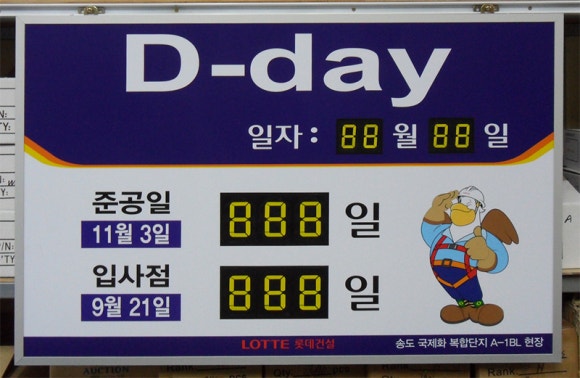 D-day
일자 : 88 월 88 일
준공일
11월 3일
888 일
입사점
9월 21일
888 일
LOTTE 롯데건설
송도 국제화 복합단지 A-1BL 현장
A
AUCTION
Rank